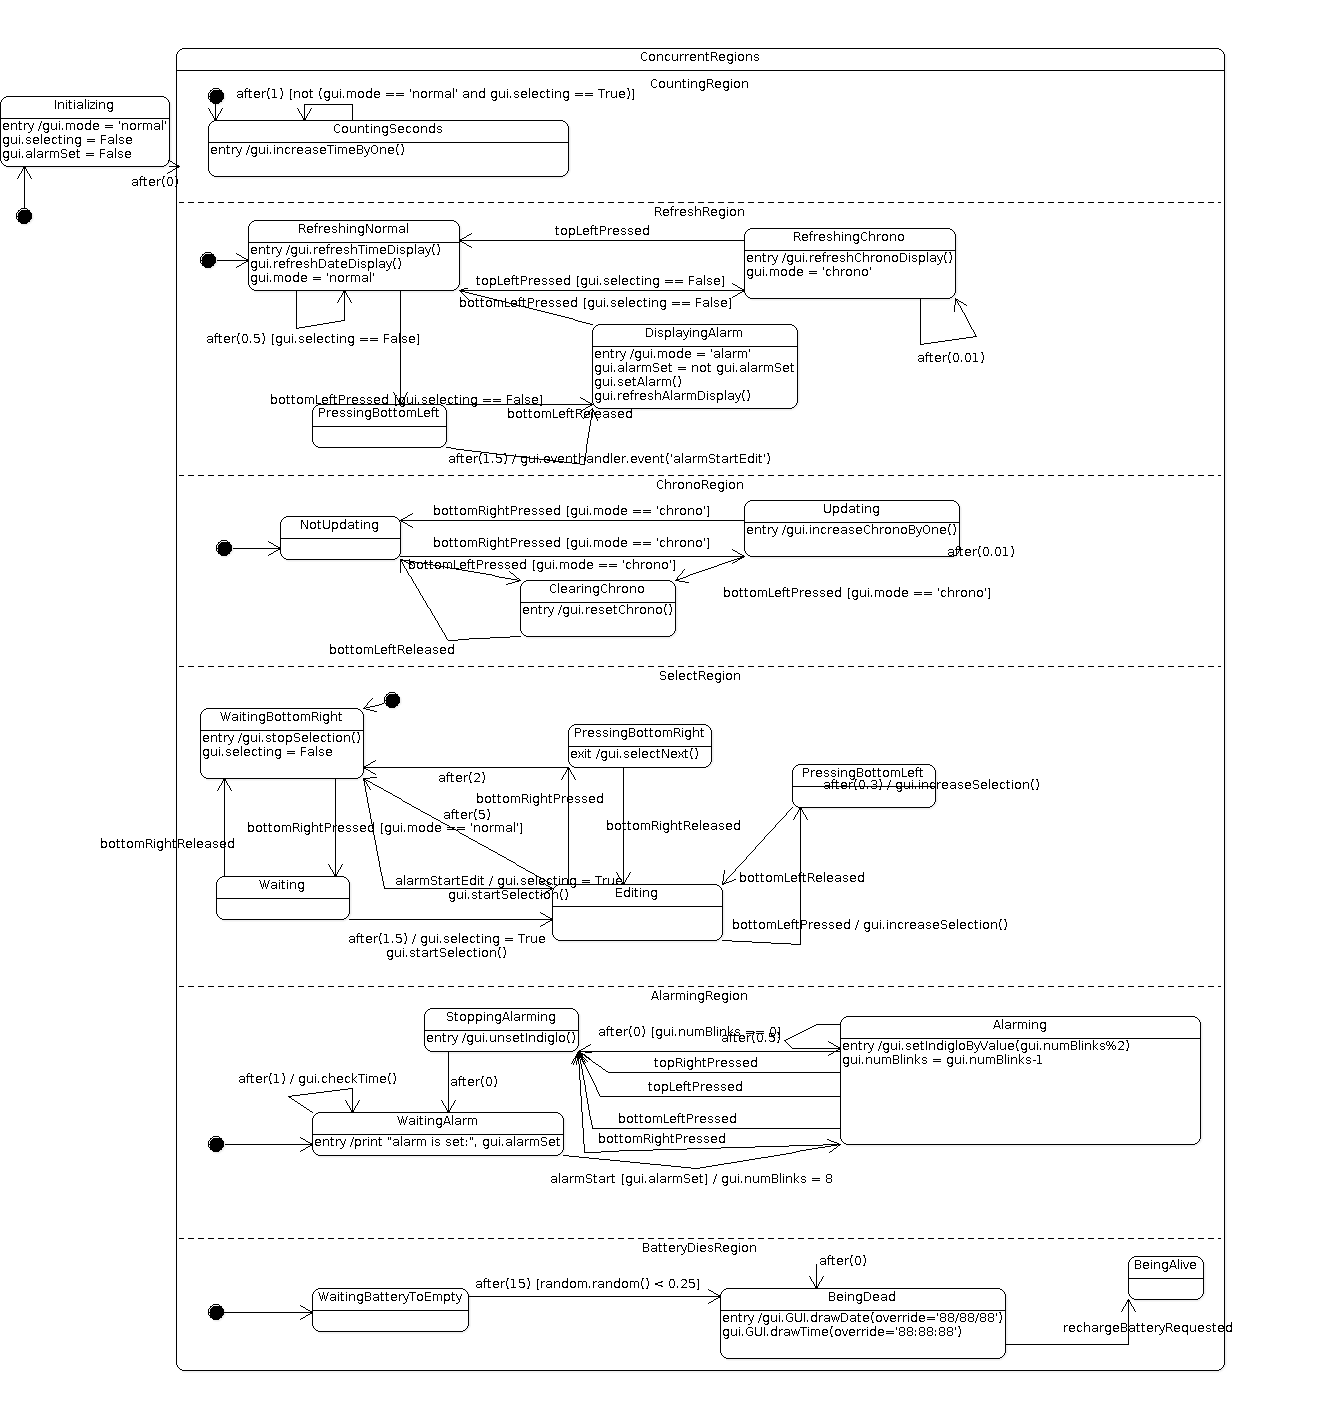 ConcurrentRegions
CountingRegion
Initializing
entry /gui.mode = 'normal'
gui.selecting = False
gui.alarmSet = False
after(0)
after(1) [not (gui.mode == 'normal' and gui.selecting == True)]
CountingSeconds
entry /gui.increaseTimeByOne()
RefreshRegion
RefreshingNormal
entry /gui.refreshTimeDisplay()
gui.refreshDateDisplay()
gui.mode = 'normal'
topLeftPressed
RefreshingChrono
entry /gui.refreshChronoDisplay()
gui.mode = 'chrono'
topLeftPressed [gui.selecting == False]
bottomLeftPressed [gui.selecting == False]
after(0.5) [gui.selecting == False]
DisplayingAlarm
entry /gui.mode = 'alarm'
gui.alarmSet = not gui.alarmSet
gui.setAlarm()
gui.refreshAlarmDisplay()
after(0.01)
bottomLeftPressed [gui.selecting == False]
PressingBottomLeft
bottomLeftReleased
after(1.5) / gui.eventhandler.event('alarmStartEdit')
ChronoRegion
NotUpdating
bottomRightPressed [gui.mode == 'chrono']
Updating
entry /gui.increaseChronoByOne()
after(0.01)
bottomRightPressed [gui.mode == 'chrono']
bottomLeftPressed [gui.mode == 'chrono']
ClearingChrono
entry /gui.resetChrono()
bottomLeftPressed [gui.mode == 'chrono']
bottomLeftReleased
SelectRegion
WaitingBottomRight
entry /gui.stopSelection()
gui.selecting = False
PressingBottomRight
exit /gui.selectNext()
PressingBottomLeft
after(0.3) / gui.increaseSelection()
after(2)
bottomRightPressed
after(5)
bottomRightPressed [gui.mode == 'normal']
bottomRightReleased
bottomRightReleased
Waiting
alarmStartEdit / gui.selecting = True
gui.startSelection()
Editing
bottomLeftReleased
bottomLeftPressed / gui.increaseSelection()
after(1.5) / gui.selecting = True
gui.startSelection()
AlarmingRegion
StoppingAlarming
entry /gui.unsetIndiglo()
after(0) [gui.numBlinks == 0]
after(0.5)
Alarming
entry /gui.setIndigloByValue(gui.numBlinks%2)
gui.numBlinks = gui.numBlinks-1
topRightPressed
topLeftPressed
bottomLeftPressed
bottomRightPressed
after(1) / gui.checkTime()
after(0)
WaitingAlarm
entry /print "alarm is set:", gui.alarmSet
alarmStart [gui.alarmSet] / gui.numBlinks = 8
BatteryDiesRegion
WaitingBatteryToEmpty
after(15) [random.random() < 0.25]
after(0)
BeingDead
entry /gui.GUI.drawDate(override='88/88/88')
gui.GUI.drawTime(override='88:88:88')
BeingAlive
rechargeBatteryRequested